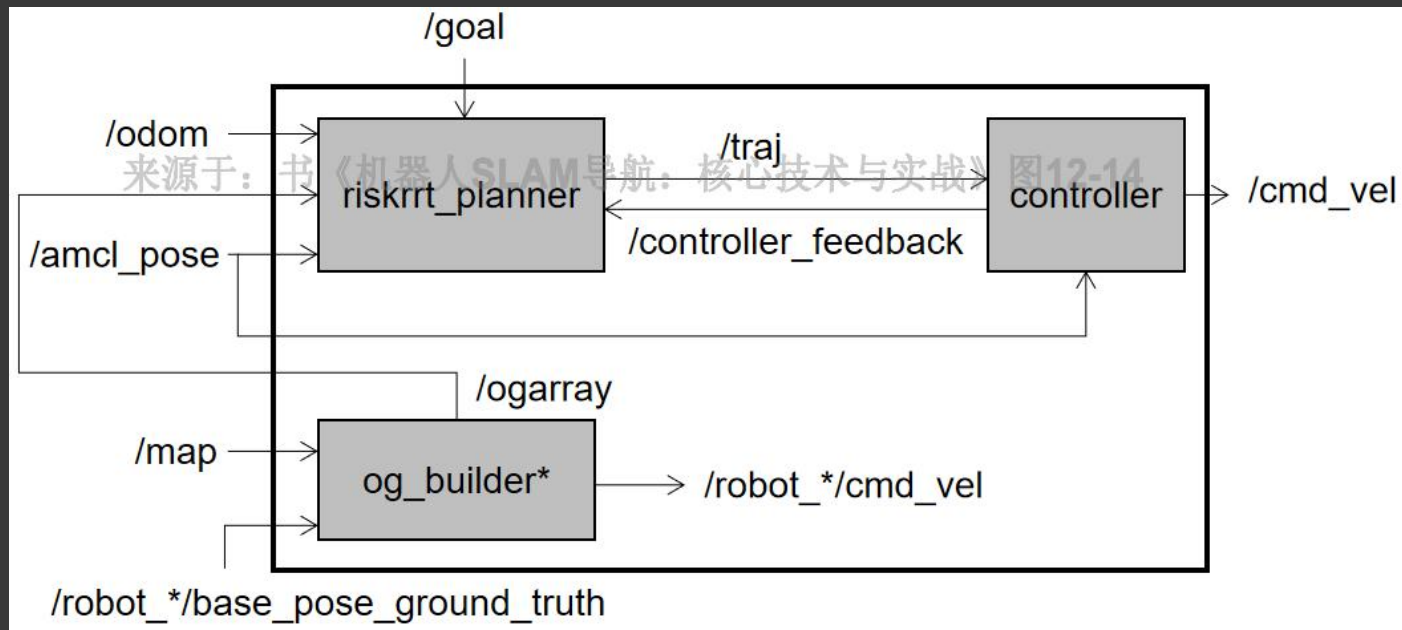 /goal
/odom
来源于：书《机器人SLAM导航：核心技术与实战》图12-14
/traj
riskrrt_planner
controller
/cmd_vel
/amcl_pose
/controller_feedback
/ogarray
/map
og_builder*
/robot_*/cmd_vel
/robot_*/base_pose_ground_truth